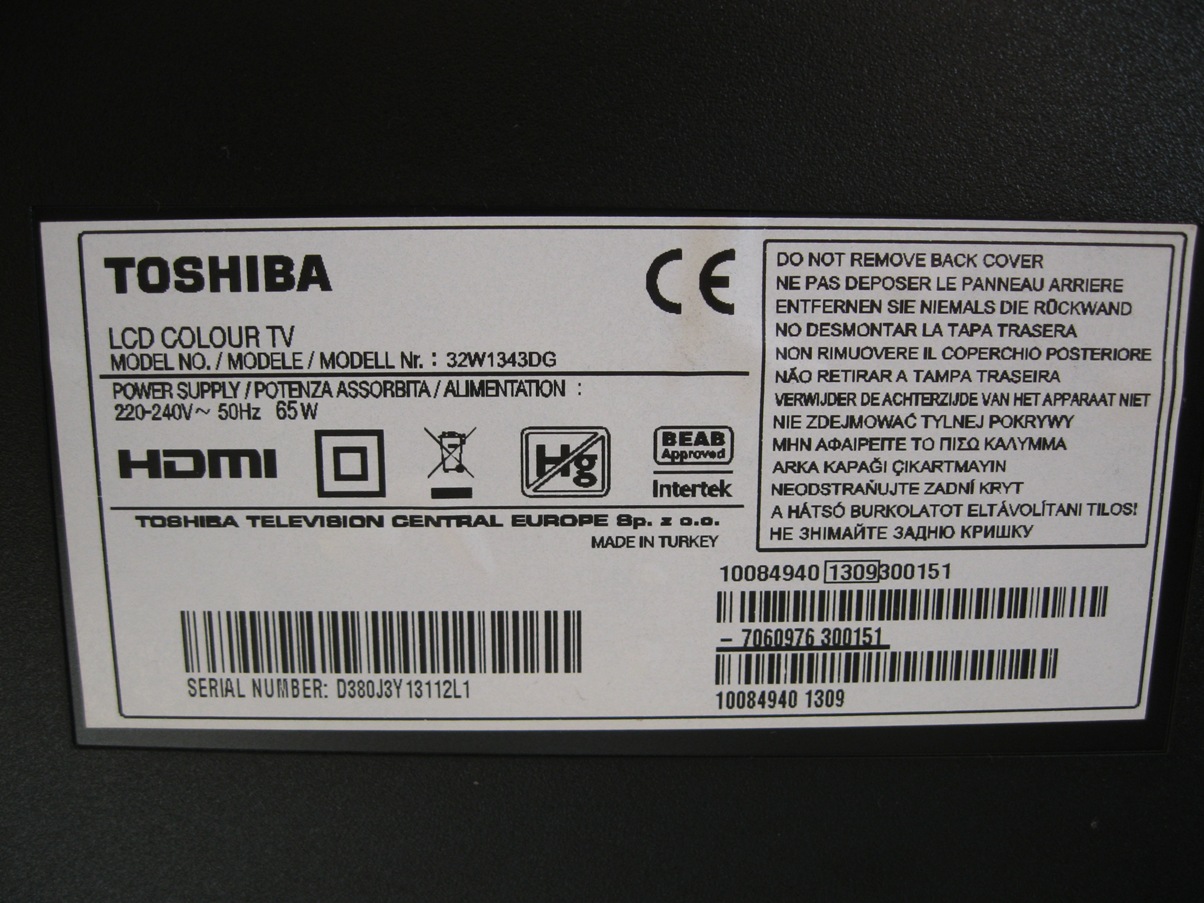 TOSHIBA
CE
LCD COLOUR TV
MODEL NO. / MODELE / MODELL Nr. : 32W1343DG
POWER SUPPLY / POTENZA ASSORBITA / ALIMENTATION :
220-240V~ 50Hz 65W
HDMI
Hg
BEAB
Approved
Intertek
TOSHIBA TELEVISION CENTRAL EUROPE Sp. z o.o.
MADE IN TURKEY
DO NOT REMOVE BACK COVER
NE PAS DEPOSER LE PANNEAU ARRIERE
ENTFERNEN SIE NIEMALS DIE RÜCKWAND
NO DESMONTAR LA TAPA TRASERA
NON RIMUOVERE IL COPERCHIO POSTERIORE
NÃO RETIRAR A TAMPA TRASEIRA
VERWIJDER DE ACHTERZIJDE VAN HET APPARAAT NIET
NIE ZDEJMOWAĆ TYLNEJ POKRYWY
ΜΗΝ ΑΦΑΙΡΕΙΤΕ ΤΟ ΠΙΣΩ ΚΑΛΥΜΜΑ
ARKA KAPAĞI ÇIKARTMAYIN
NEODSTRAŇUJTE ZADNÍ KRYT
A HÁTSÓ BURKOLATOT ELTÁVOLÍTANI TILOS!
НЕ ЗНІМАЙТЕ ЗАДНЮ КРИШКУ
10084940 1309300151
- 7060976 300151
10084940 1309
SERIAL NUMBER: D380J3Y13112L1